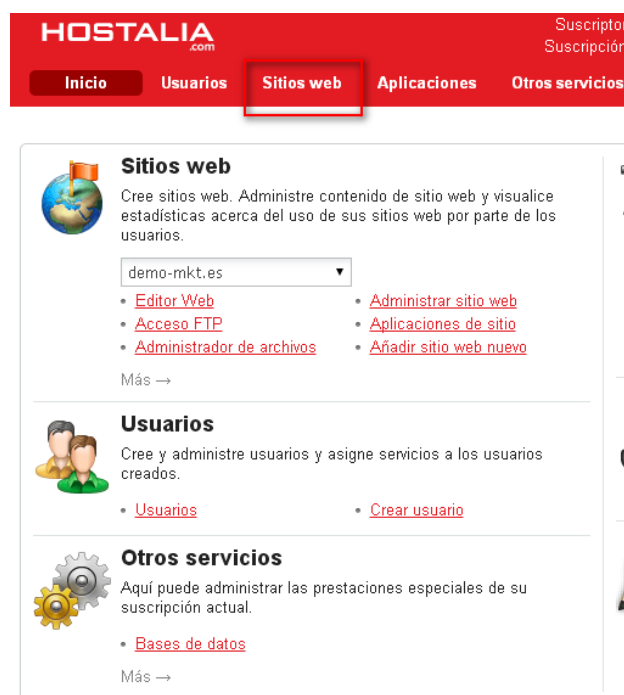 HOSTALIA
.com
Suscriptor
Suscripción
Inicio Usuarios Sitios web Aplicaciones Otros servicios
Sitios web
Cree sitios web. Administre contenido de sitio web y visualice
estadísticas acerca del uso de sus sitios web por parte de los
usuarios.
demo-mkt.es
• Editor Web • Administrar sitio web
• Acceso FTP • Aplicaciones de sitio
• Administrador de archivos • Añadir sitio web nuevo
Más →
Usuarios
Cree y administre usuarios y asigne servicios a los usuarios
creados.
• Usuarios • Crear usuario
Otros servicios
Aquí puede administrar las prestaciones especiales de su
suscripción actual.
• Bases de datos
Más →